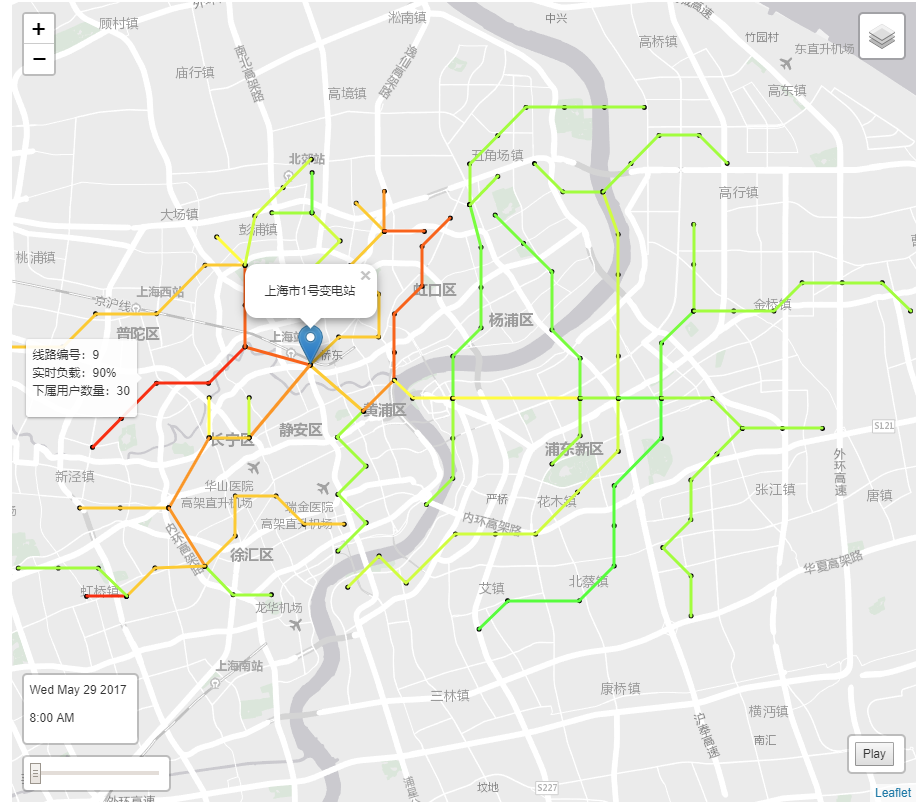 外环
淞南镇
中兴
高速
顾村镇
+
−
高桥镇
竹园村
东直升机场
庙行镇
南北高架路
逸仙高架路
高境镇
高东镇
北郊站
五角场镇
高行镇
大场镇
彭浦镇
桃浦镇
上海市1号变电站
×
虹口区
上海西站
京沪线
金桥镇
杨浦区
普陀区
上海站
桥东
线路编号：9
实时负载：90%
下属用户数量：30
黄浦区
静安区
长宁区
S12L
浦东新区
外环高速
新泾镇
华山医院
高架直升机场
严桥
花木镇
张江镇
唐镇
瑞金医院
高架直升机场
内环高架路
内环高架路
徐汇区
华夏高架路
虹桥镇
艾镇
北蔡镇
龙华机场
上海南站
Wed May 29 2017
8:00 AM
三林镇
康桥镇
横沔镇
南汇
Play
坟地
S227
外环高速
Leaflet